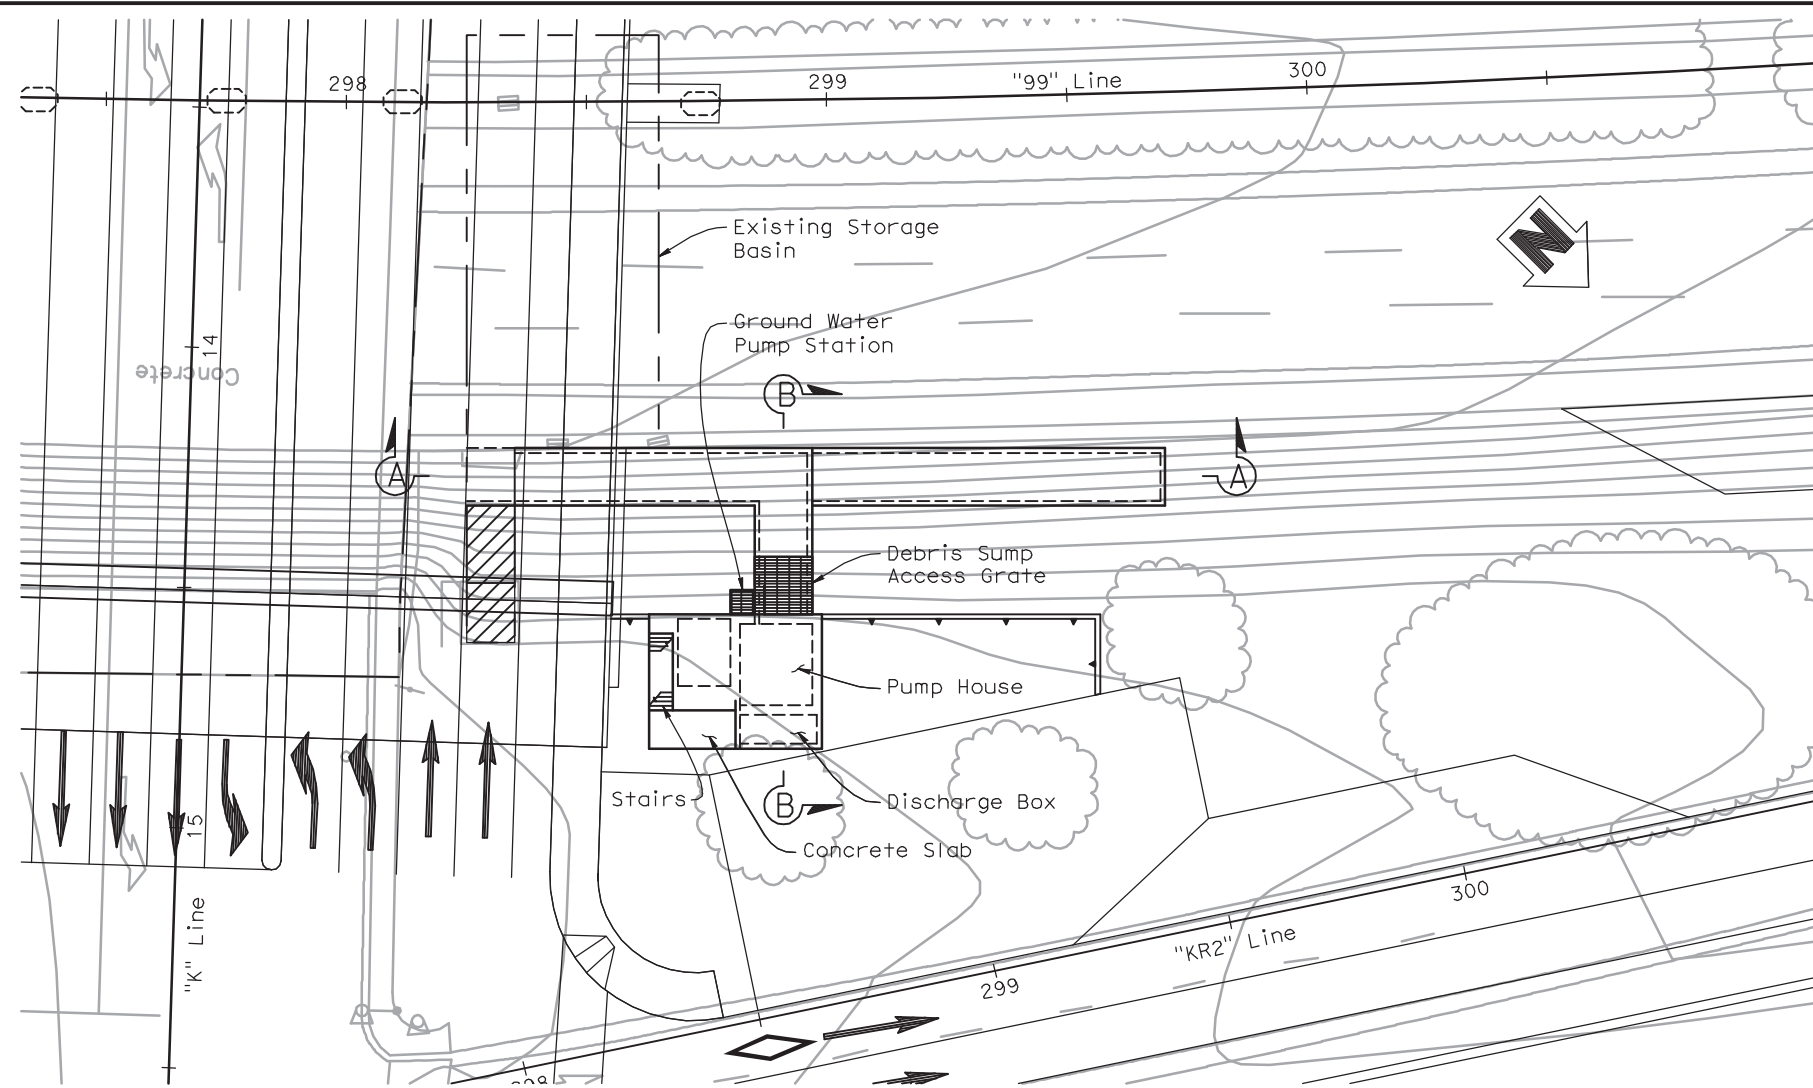 298
299
"99" Line
300
N
Existing Storage
Basin
Ground Water
Pump Station
14
Concrete
B
A
A
Debris Sump
Access Grate
Pump House
Stairs
B
Discharge Box
15
Concrete Slab
300
"K" Line
"KR2" Line
299
298